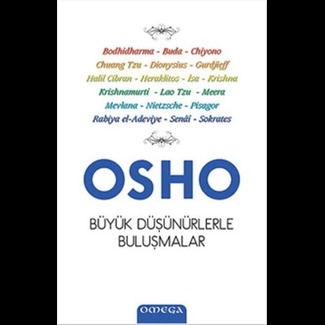 Bodhidharma - Buda - Chiyono
Chuang Tzu - Dionysius - Gurdjieff
Halil Cibran - Heraklitos - İsa - Krishna
Krishnamurti - Lao Tzu - Meera
Mevlana - Nietzsche - Pisagor
Rabiya el-Adeviye - Senâi - Sokrates
OSHO
BÜYÜK DÜŞÜNÜRLERLE
BULUŞMALAR
OMEGA